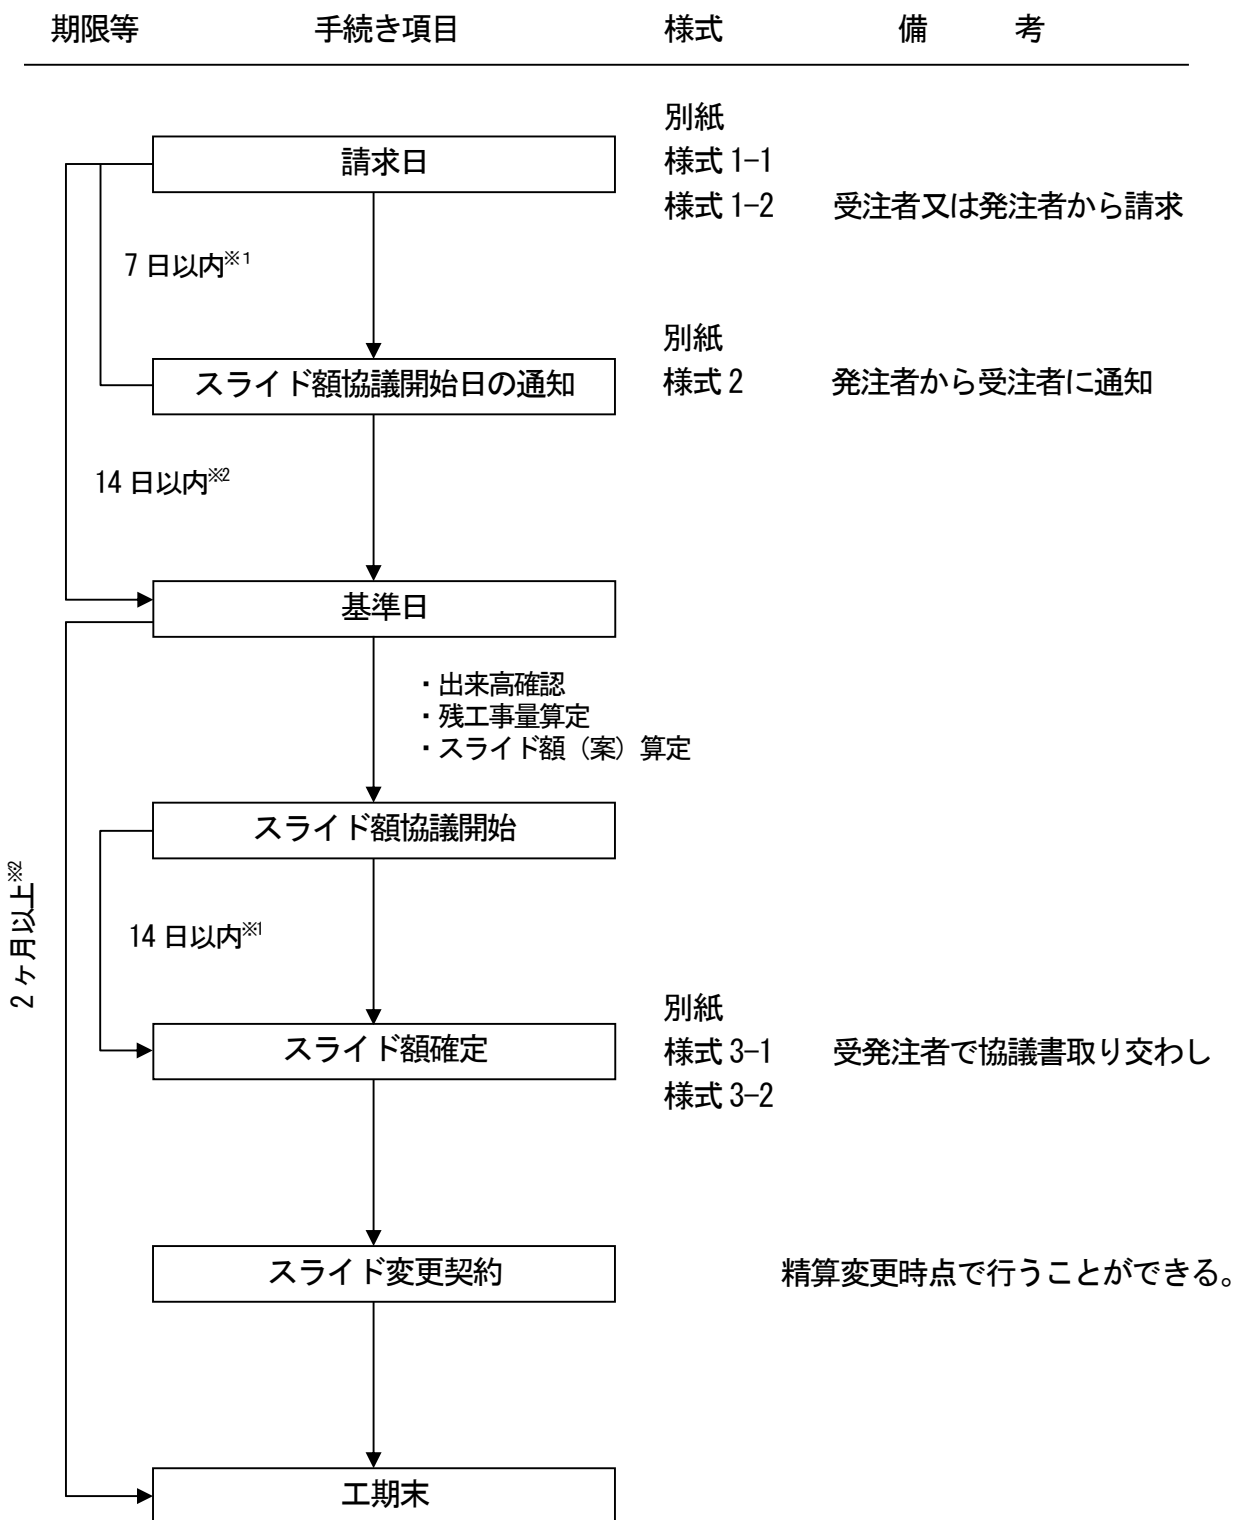 期限等 手続き項目 様式 備 考
別紙
請求日 様式 1-1
様式 1-2 受注者又は発注者から請求
7 日以内※1
別紙
スライド額協議開始日の通知 様式 2 発注者から受注者に通知
14 日以内※2
基準日
・出来高確認
・残工事量算定
・スライド額（案）算定
スライド額協議開始
2 ヶ月以上※2
14 日以内※1
別紙
スライド額確定 様式 3-1 受発注者で協議書取り交わし
様式 3-2
スライド変更契約 精算変更時点で行うことができる。
工期末